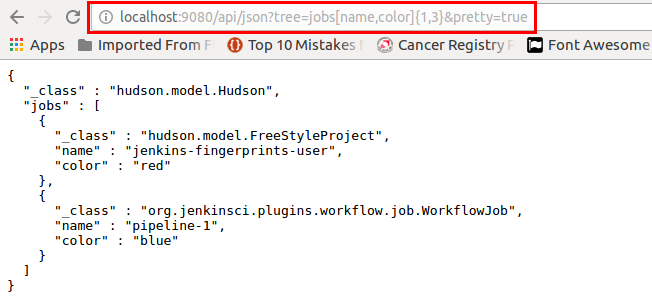 localhost:9080/api/json?tree=jobs[name,color]{1,3}&pretty=true
Apps Bookmarks Imported From F Top 10 Mistakes Cancer Registry P Font Awesome
{
  "_class" : "hudson.model.Hudson",
  "jobs" : [
    {
      "_class" : "hudson.model.FreeStyleProject",
      "name" : "jenkins-fingerprints-user",
      "color" : "red"
    },
    {
      "_class" : "org.jenkinsci.plugins.workflow.job.WorkflowJob",
      "name" : "pipeline-1",
      "color" : "blue"
    }
  ]
}